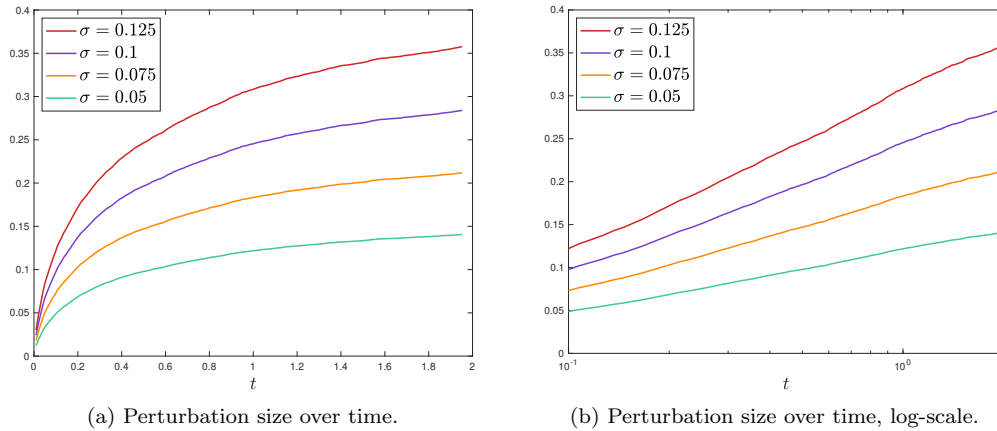 0.4
0.35
0.3
0.25
0.2
0.15
0.1
0.05
0
σ = 0.125
σ = 0.1
σ = 0.075
σ = 0.05
0 0.2 0.4 0.6 0.8 1 1.2 1.4 1.6 1.8 2
t
(a) Perturbation size over time.
0.4
0.35
0.3
0.25
0.2
0.15
0.1
0.05
0
σ = 0.125
σ = 0.1
σ = 0.075
σ = 0.05
10⁻¹ 10⁰
t
(b) Perturbation size over time, log-scale.